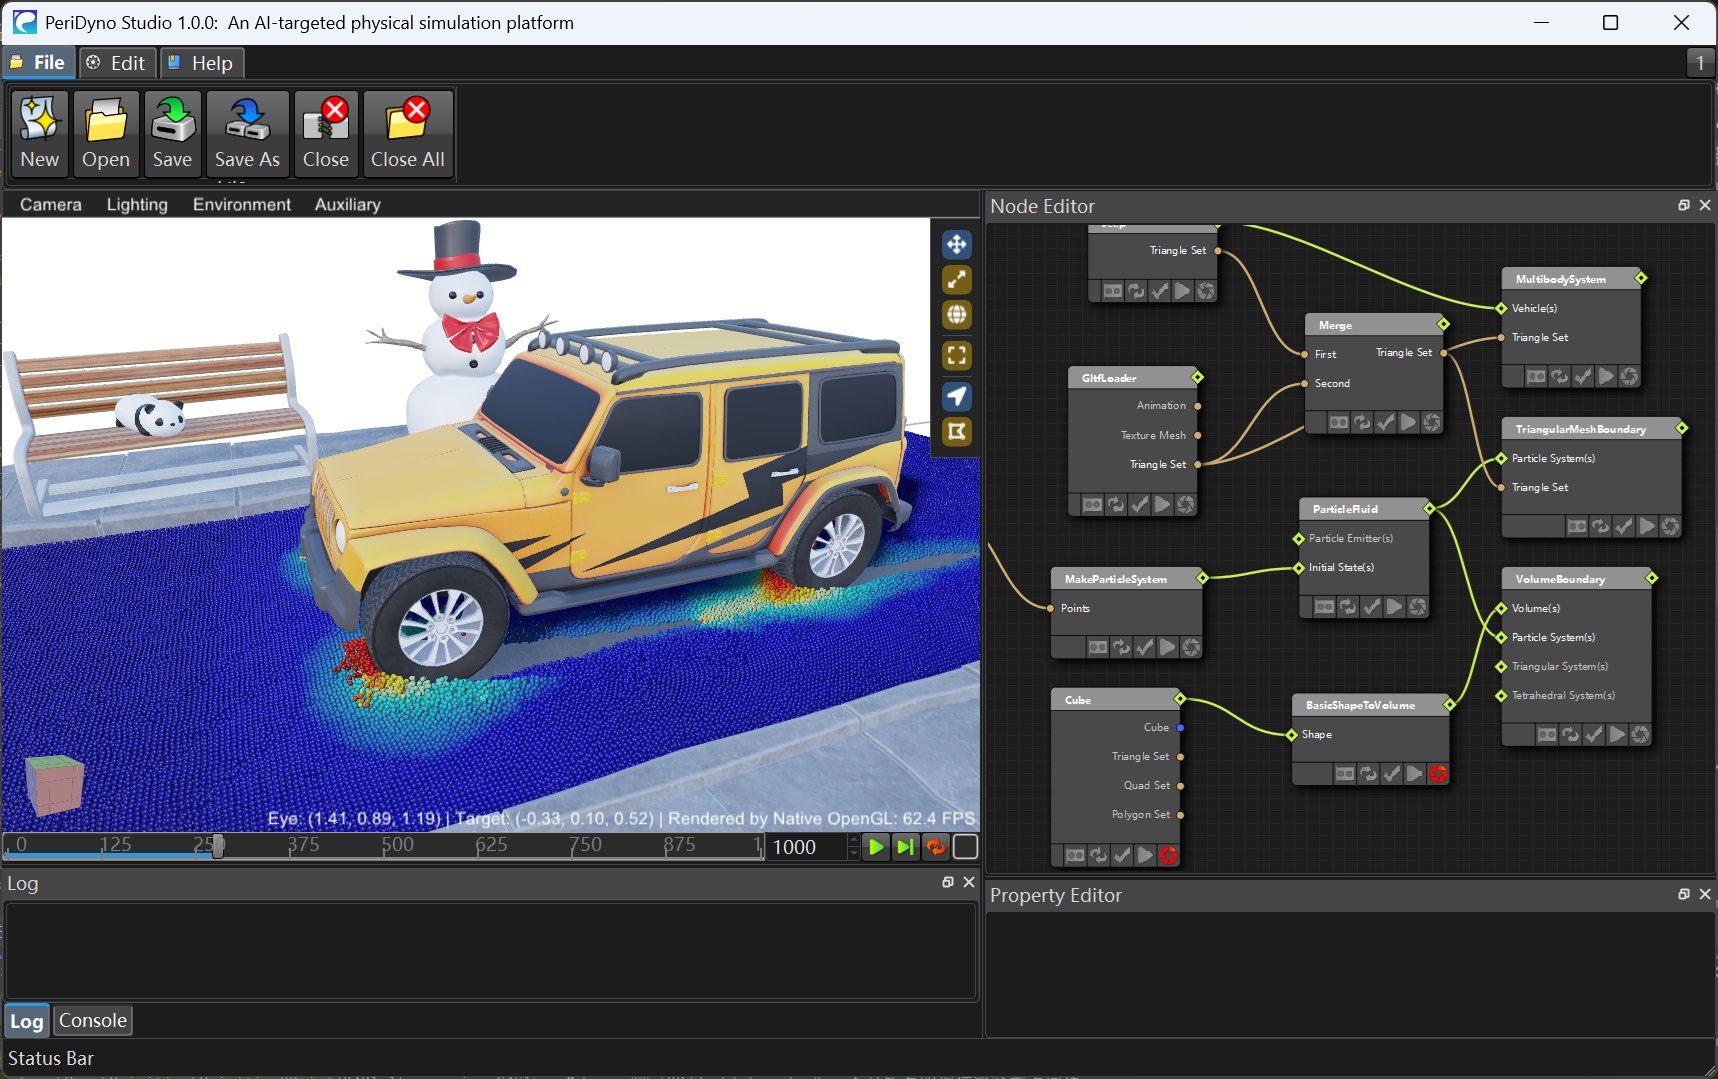 PeriDyno Studio 1.0.0: An AI-targeted physical simulation platform
File
Edit
Help
1
New
Open
Save
Save As
Close
Close All
Camera
Lighting
Environment
Auxiliary
Eye: (1.41, 0.89, 1.19) | Target: (-0.33, 0.10, 0.52) | Rendered by Native OpenGL: 62.4 FPS
0 125 250 375 500 625 750 875 1
1000
Log
Log
Console
Status Bar
Node Editor
Jeep
Triangle Set
GltfLoader
Animation
Texture Mesh
Triangle Set
Merge
First
Triangle Set
Second
MultibodySystem
Vehicle(s)
Triangle Set
TriangularMeshBoundary
Particle System(s)
Triangle Set
ParticleFluid
Particle Emitter(s)
Initial State(s)
MakeParticleSystem
Points
VolumeBoundary
Volume(s)
Particle System(s)
Triangular System(s)
Tetrahedral System(s)
Cube
Cube
Triangle Set
Quad Set
Polygon Set
BasicShapeToVolume
Shape
Property Editor